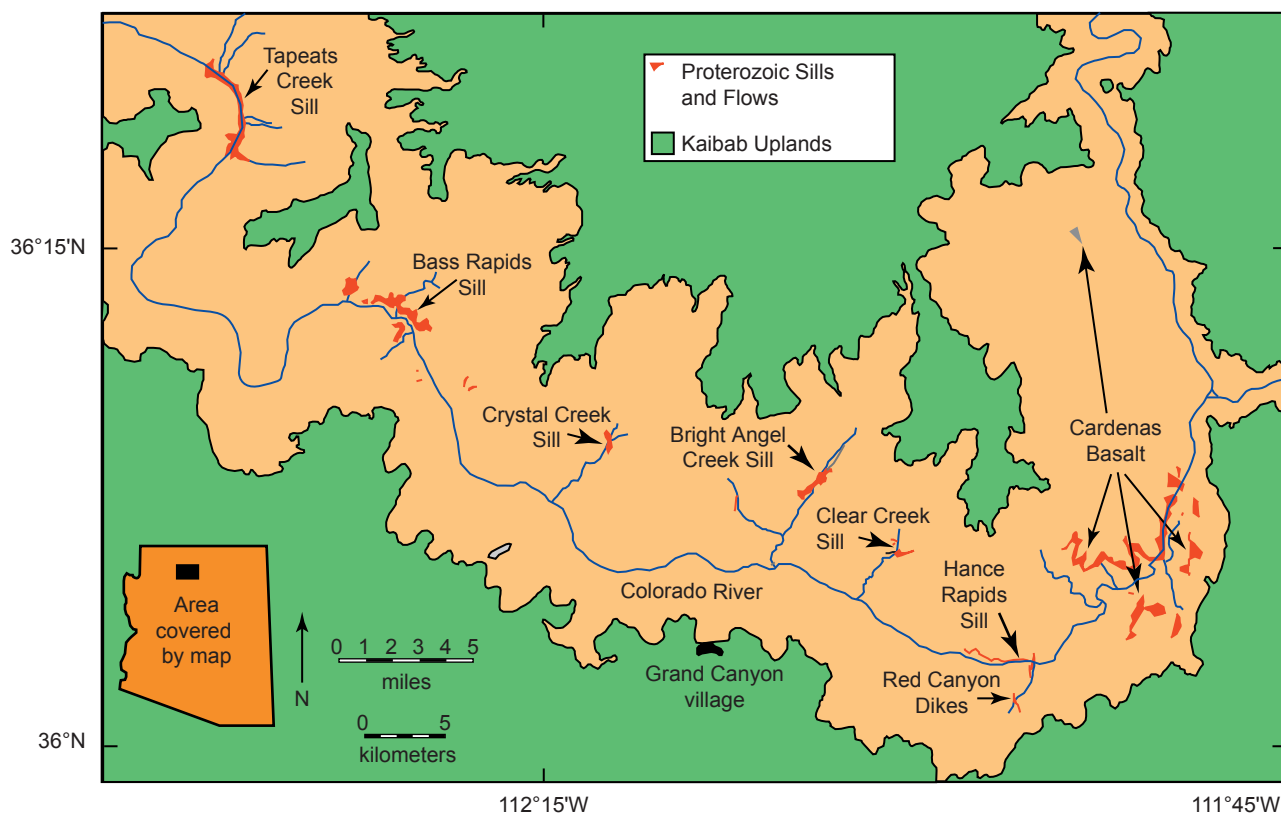 Tapeats
Creek
Sill
Proterozoic Sills
and Flows
Kaibab Uplands
36°15'N
Bass Rapids
Sill
Crystal Creek
Sill
Bright Angel
Creek Sill
Cardenas
Basalt
Clear Creek
Sill
Hance
Rapids
Sill
Colorado River
Area
covered
by map
N
0 1 2 3 4 5
miles
0 5
kilometers
Grand Canyon
village
Red Canyon
Dikes
36°N
112°15'W
111°45'W